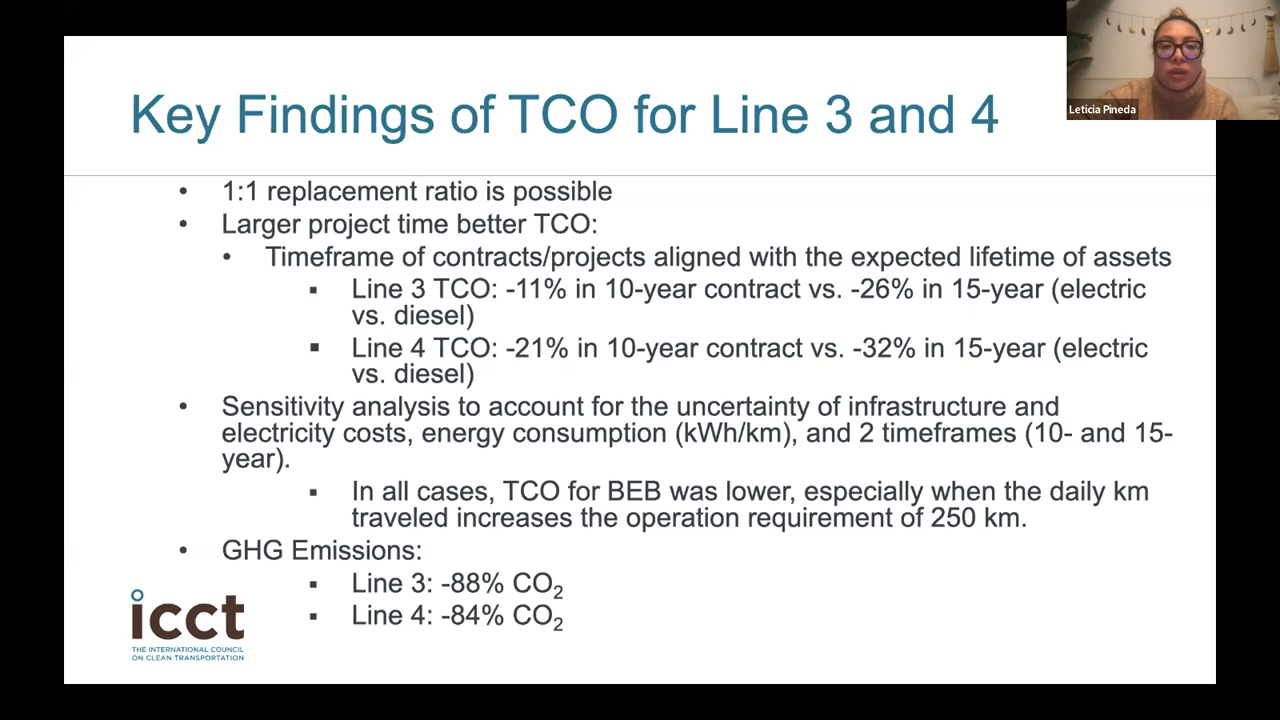 Key Findings of TCO for Line 3 and 4
Leticia Pineda
• 1:1 replacement ratio is possible
• Larger project time better TCO:
• Timeframe of contracts/projects aligned with the expected lifetime of assets
▪ Line 3 TCO: -11% in 10-year contract vs. -26% in 15-year (electric
vs. diesel)
▪ Line 4 TCO: -21% in 10-year contract vs. -32% in 15-year (electric
vs. diesel)
• Sensitivity analysis to account for the uncertainty of infrastructure and
electricity costs, energy consumption (kWh/km), and 2 timeframes (10- and 15-
year).
▪ In all cases, TCO for BEB was lower, especially when the daily km
traveled increases the operation requirement of 250 km.
• GHG Emissions:
▪ Line 3: -88% CO₂
▪ Line 4: -84% CO₂
icct
THE INTERNATIONAL COUNCIL
ON CLEAN TRANSPORTATION